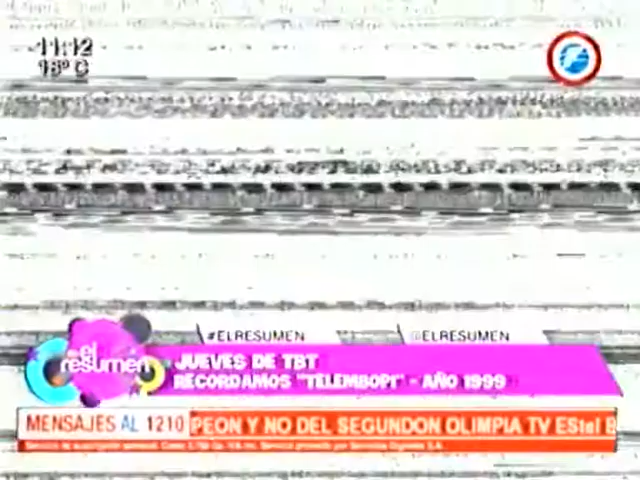 11:12
18° C
#ELRESUMEN
@ELRESUMEN
el resumen
JUEVES DE TBT
RECORDAMOS "TELEMBOPI" - AÑO 1999
MENSAJES AL 1210
PEON Y NO DEL SEGUNDON OLIMPIA TV EStel